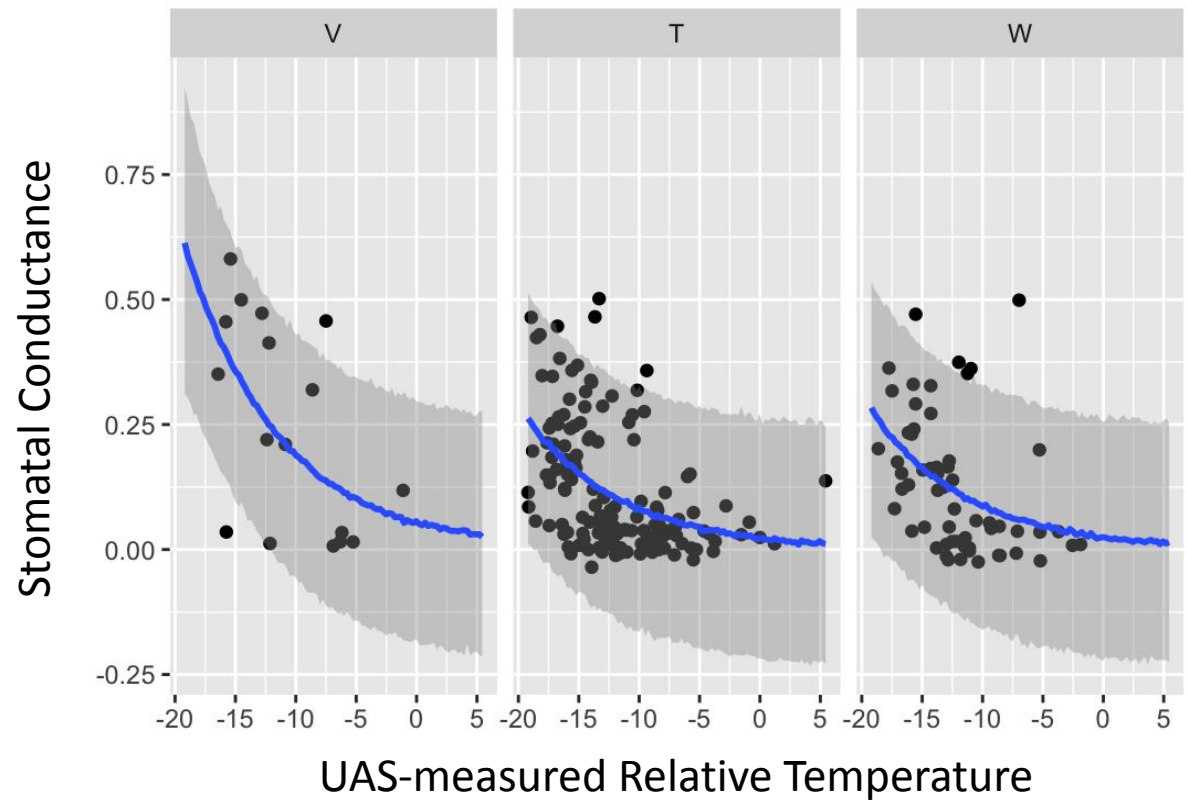 V T W
Stomatal Conductance
0.75
0.50
0.25
0.00
-0.25
-20 -15 -10 -5 0 5 -20 -15 -10 -5 0 5 -20 -15 -10 -5 0 5
UAS-measured Relative Temperature